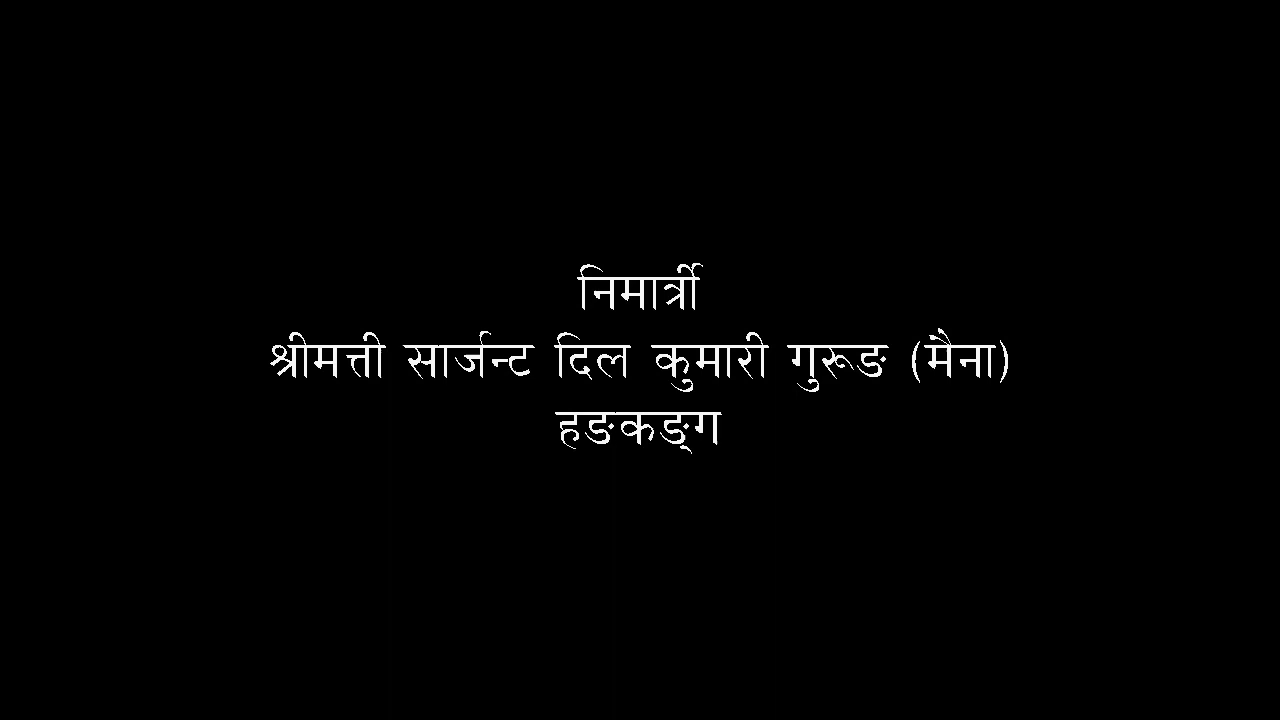 निमार्त्री
श्रीमत्ती सार्जन्ट दिल कुमारी गुरूङ (मैना)
हङकङ्ग